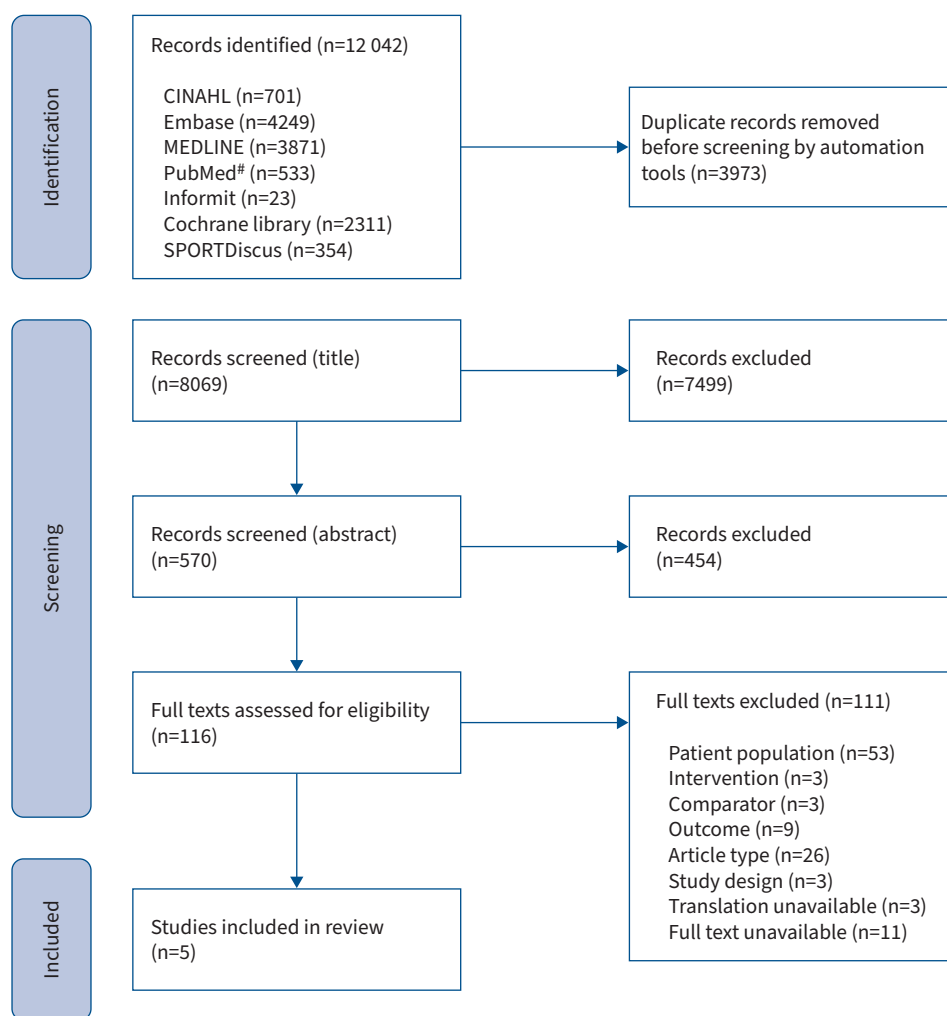 Identification
Records identified (n=12 042)
CINAHL (n=701)
Embase (n=4249)
MEDLINE (n=3871)
PubMed# (n=533)
Informit (n=23)
Cochrane library (n=2311)
SPORTDiscus (n=354)
Duplicate records removed
before screening by automation
tools (n=3973)
Screening
Records screened (title)
(n=8069)
Records excluded
(n=7499)
Records screened (abstract)
(n=570)
Records excluded
(n=454)
Full texts assessed for eligibility
(n=116)
Full texts excluded (n=111)
Patient population (n=53)
Intervention (n=3)
Comparator (n=3)
Outcome (n=9)
Article type (n=26)
Study design (n=3)
Translation unavailable (n=3)
Full text unavailable (n=11)
Included
Studies included in review
(n=5)